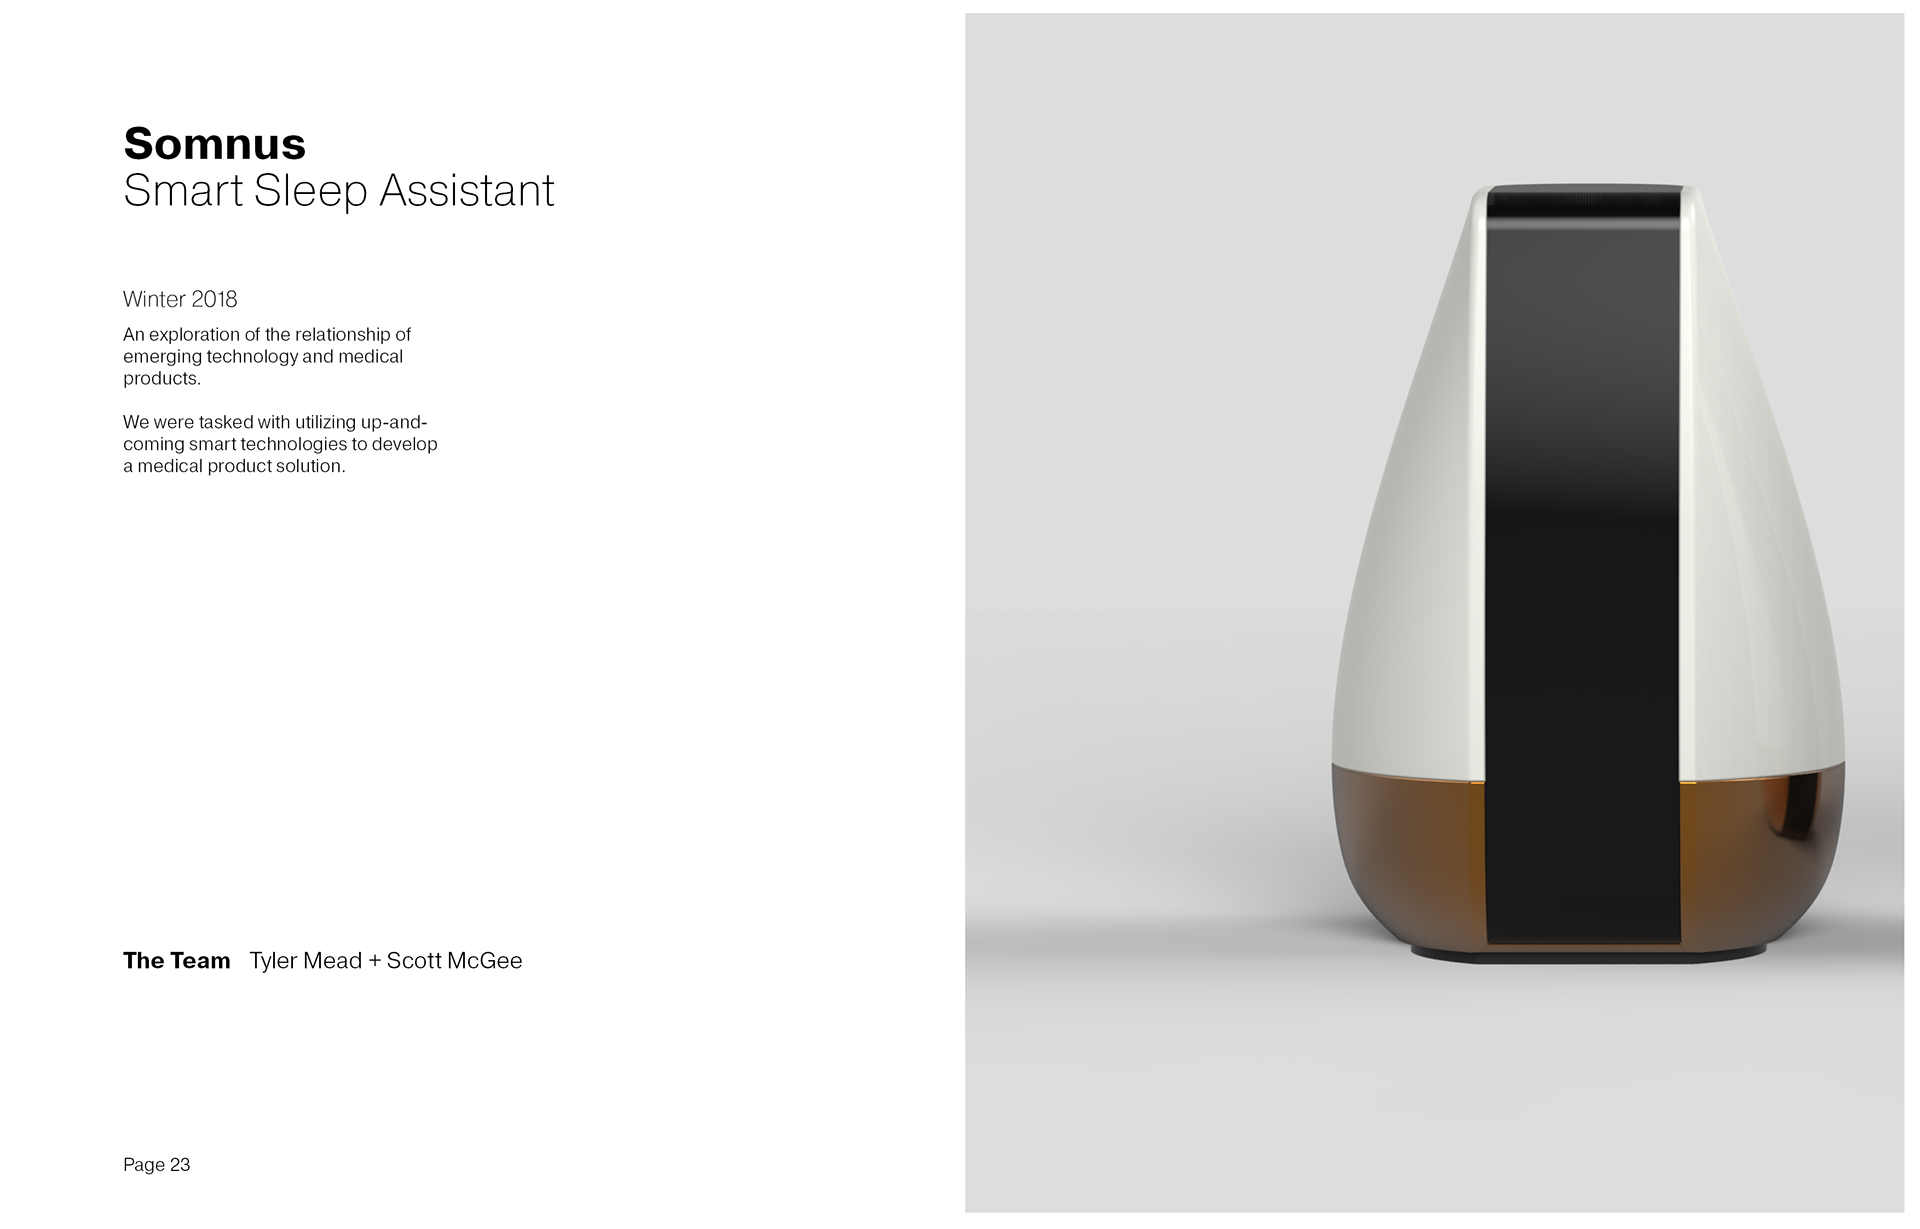 Somnus
Smart Sleep Assistant
Winter 2018
An exploration of the relationship of
emerging technology and medical
products.
We were tasked with utilizing up-and-
coming smart technologies to develop
a medical product solution.
The Team Tyler Mead + Scott McGee
Page 23